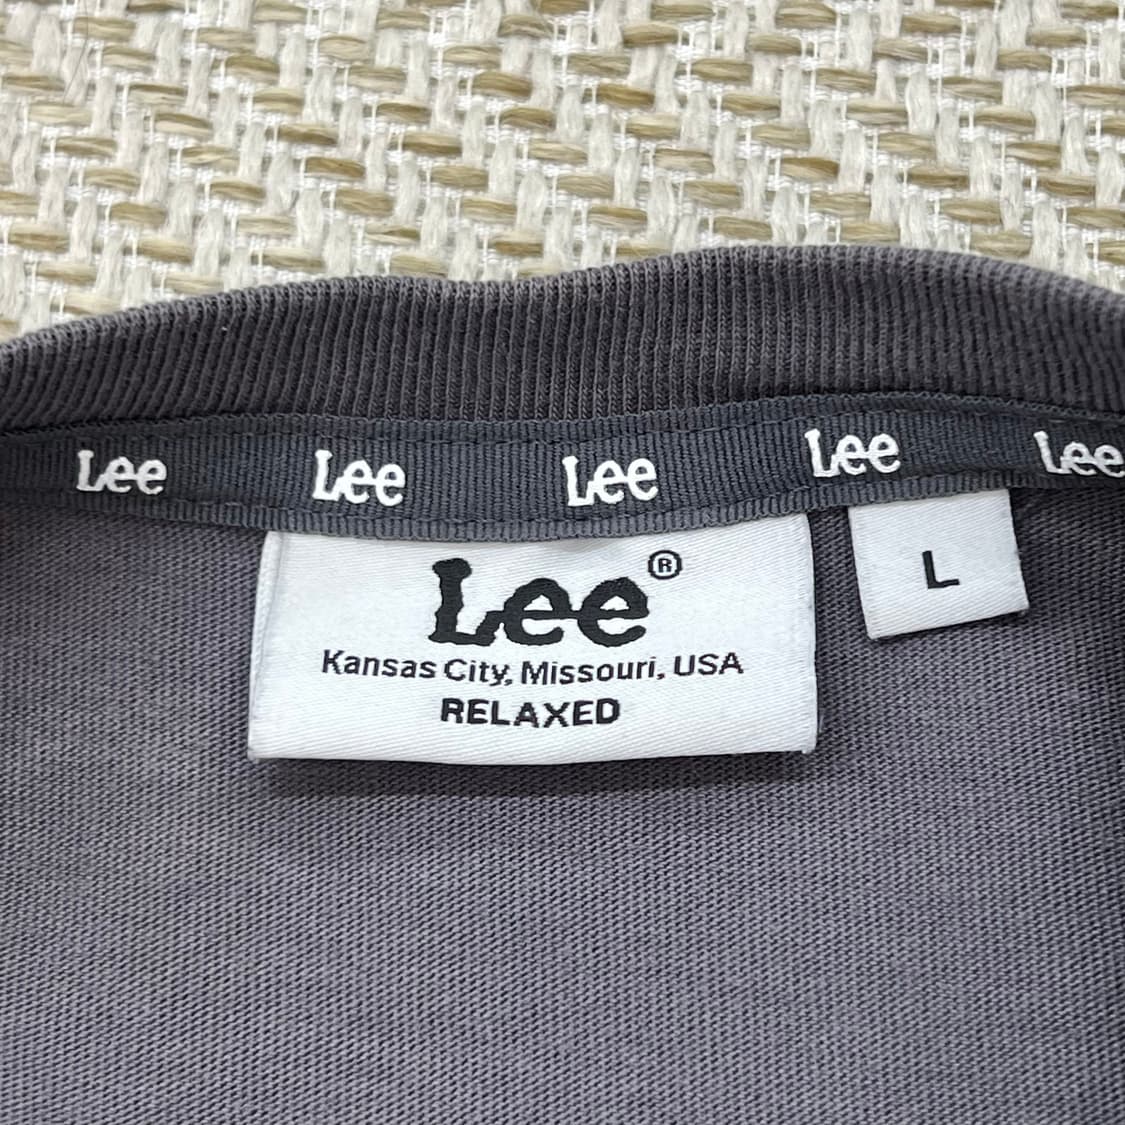 Lee Lee Lee Lee Lee
Lee®
Kansas City, Missouri, USA
RELAXED
L